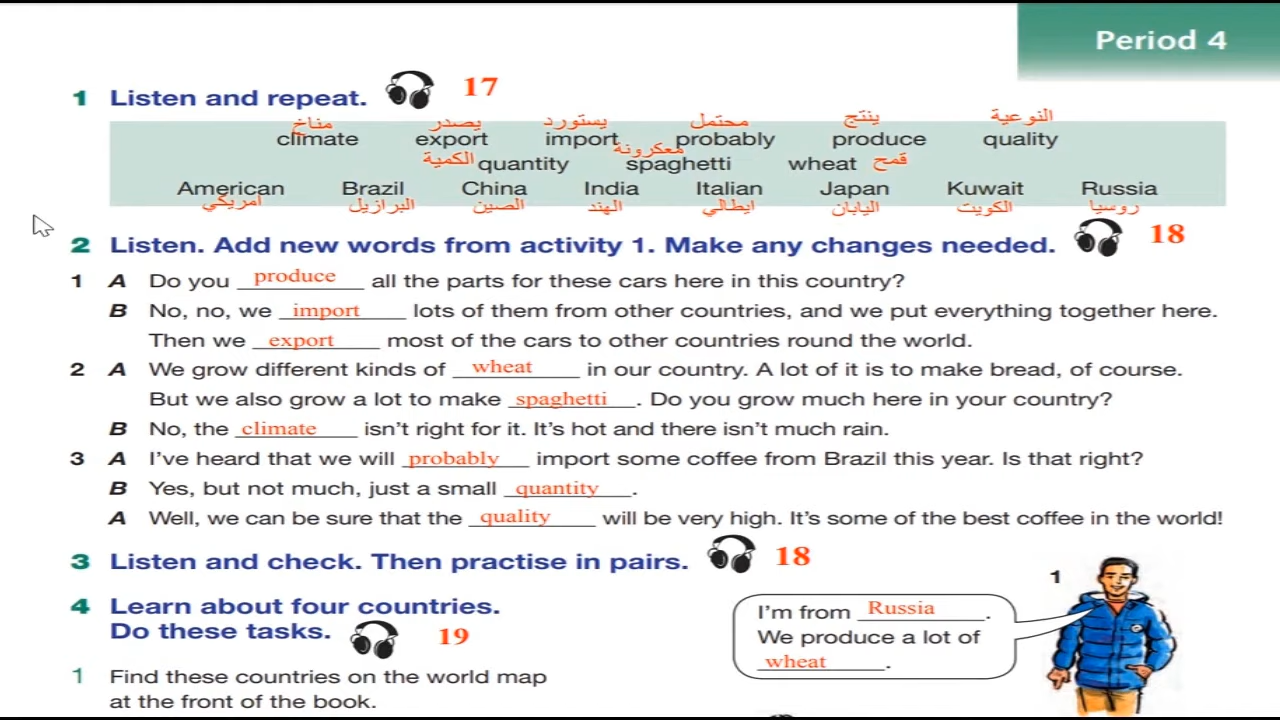 Period 4
1 Listen and repeat. 17
مناخ يصدر يستورد محتمل ينتج النوعية
climate export import probably produce quality
الكمية quantity معكرونة spaghetti wheat قمح
American Brazil China India Italian Japan Kuwait Russia
امريكي البرازيل الصين الهند ايطالي اليابان الكويت روسيا
2 Listen. Add new words from activity 1. Make any changes needed. 18
1 A Do you produce all the parts for these cars here in this country?
B No, no, we import lots of them from other countries, and we put everything together here.
Then we export most of the cars to other countries round the world.
2 A We grow different kinds of wheat in our country. A lot of it is to make bread, of course.
But we also grow a lot to make spaghetti. Do you grow much here in your country?
B No, the climate isn't right for it. It's hot and there isn't much rain.
3 A I've heard that we will probably import some coffee from Brazil this year. Is that right?
B Yes, but not much, just a small quantity.
A Well, we can be sure that the quality will be very high. It's some of the best coffee in the world!
3 Listen and check. Then practise in pairs. 18
4 Learn about four countries.
Do these tasks. 19
1 Find these countries on the world map
at the front of the book.
1
I'm from Russia.
We produce a lot of
wheat.